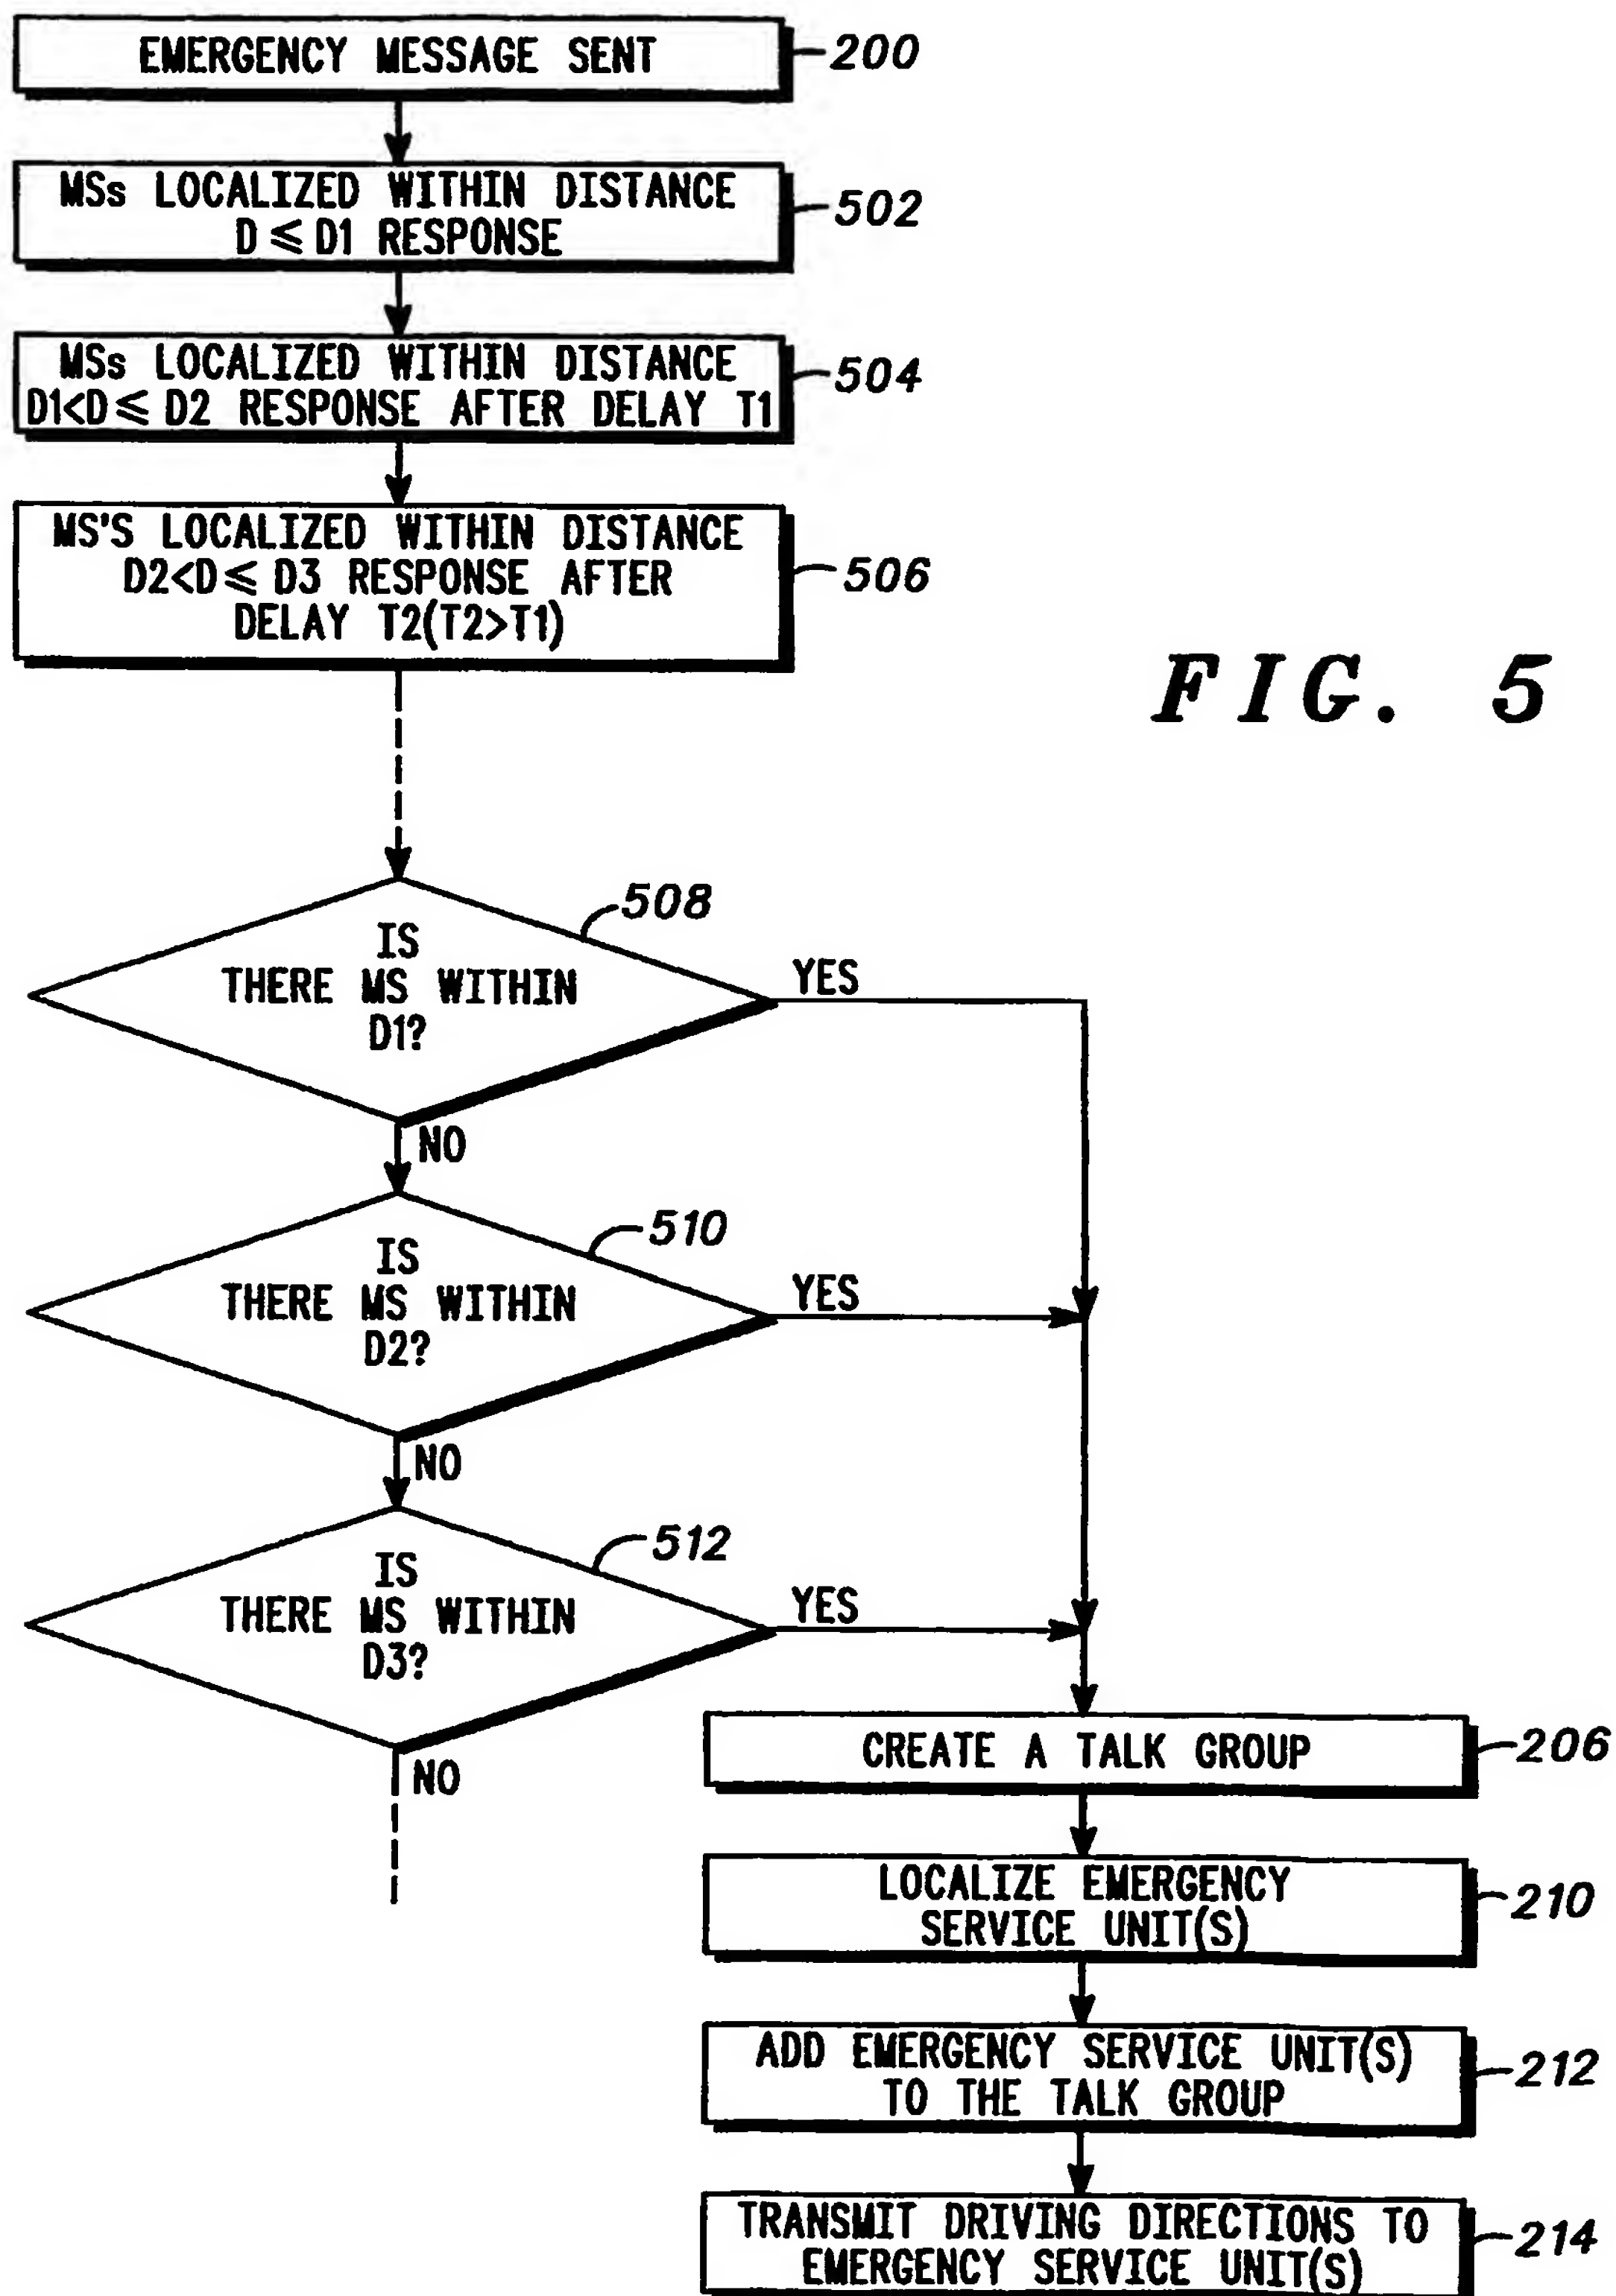 EMERGENCY MESSAGE SENT
200
MSs LOCALIZED WITHIN DISTANCE
D ⩽ D1 RESPONSE
502
MSs LOCALIZED WITHIN DISTANCE
D1<D ⩽ D2 RESPONSE AFTER DELAY T1
504
MS'S LOCALIZED WITHIN DISTANCE
D2<D ⩽ D3 RESPONSE AFTER
DELAY T2(T2>T1)
506
FIG. 5
508
IS
THERE MS WITHIN
D1?
YES
NO
510
IS
THERE MS WITHIN
D2?
YES
NO
512
IS
THERE MS WITHIN
D3?
YES
NO
CREATE A TALK GROUP
206
LOCALIZE EMERGENCY
SERVICE UNIT(S)
210
ADD EMERGENCY SERVICE UNIT(S)
TO THE TALK GROUP
212
TRANSMIT DRIVING DIRECTIONS TO
EMERGENCY SERVICE UNIT(S)
214